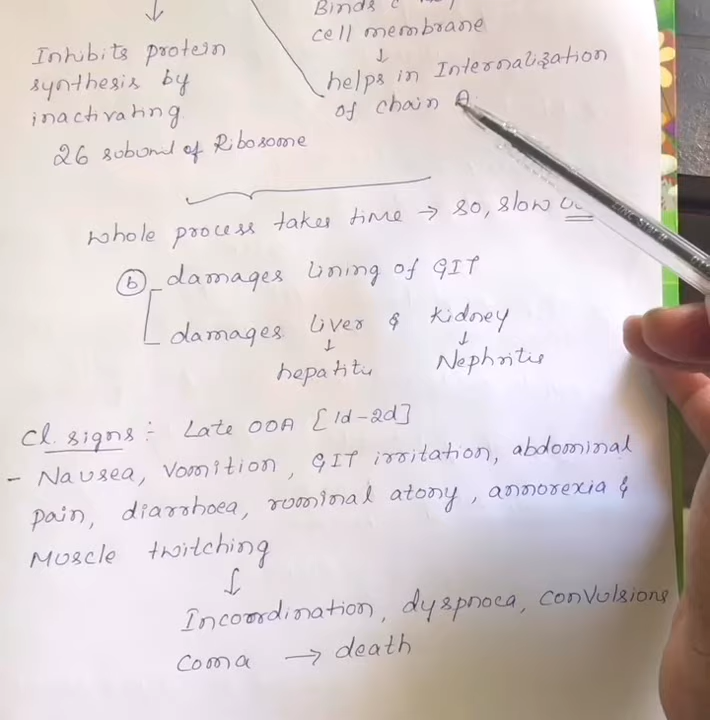 Binds
cell membrane
↓
helps in Internalization
of chain A
↓
Inhibits protein
synthesis by
inactivating
26 subunit of Ribosome
whole process takes time → so, slow
(b) damages lining of GIT
damages liver & kidney
↓ ↓
hepatitis Nephritis
Cl. signs :- Late OOA [1d-2d]
- Nausea, vomition, GIT irritation, abdominal
pain, diarrhoea, ruminal atony, annorexia &
Muscle twitching
↓
Incoordination, dyspnoea, convulsions
coma → death